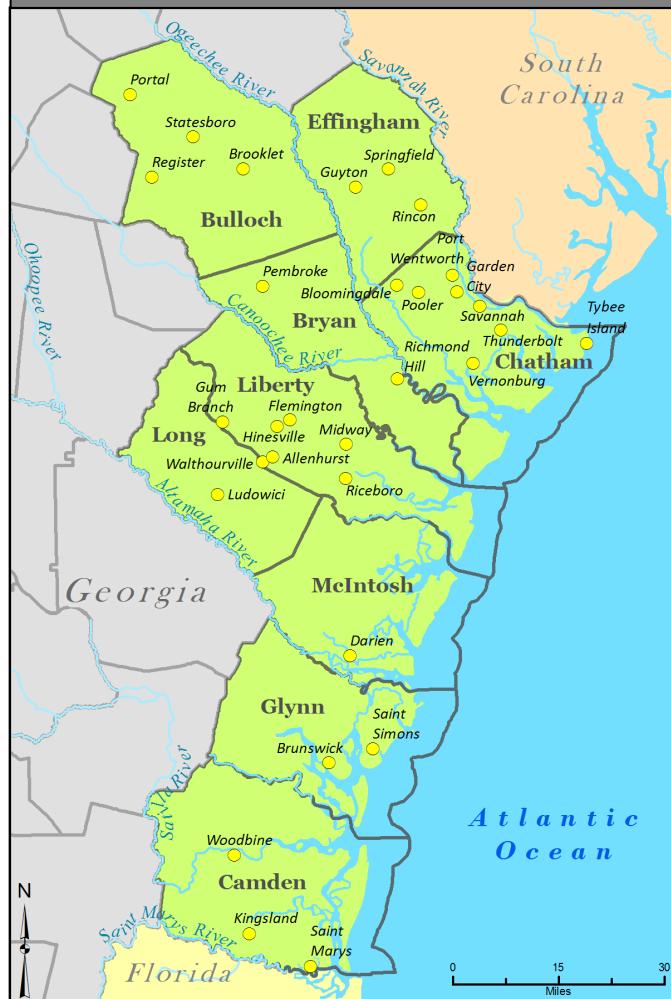 Ogeechee River
Savannah River
South
Carolina
Portal
Effingham
Statesboro
Springfield
Brooklet
Register
Guyton
Rincon
Bulloch
Port
Wentworth
Garden
City
Pembroke
Bloomingdale
Pooler
Ohoopee River
Canoochee River
Bryan
Savannah
Tybee
Island
Thunderbolt
Richmond
Hill
Chatham
Vernonburg
Gum
Branch
Liberty
Flemington
Hinesville
Midway
Long
Walthourville
Allenhurst
Ludowici
Riceboro
Altamaha River
Georgia
McIntosh
Darien
Glynn
Saint
Simons
Brunswick
Satilla River
Atlantic
Ocean
Woodbine
Camden
Kingsland
Saint
Marys
Saint Marys River
Florida
N
0 15 30
Miles